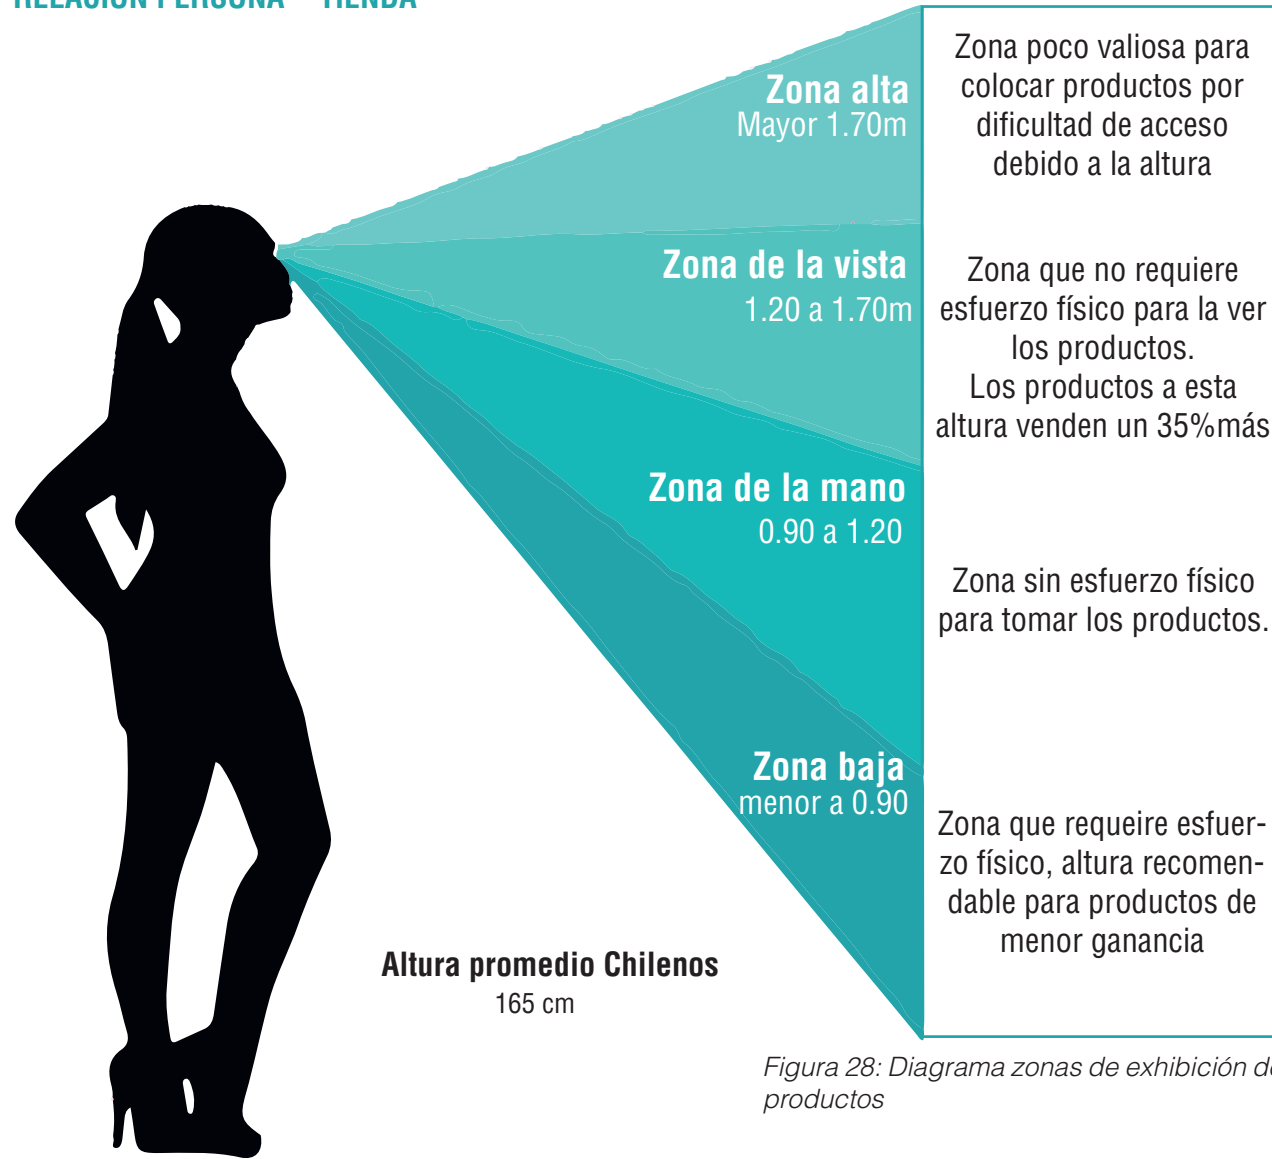 RELACIÓN PERSONA - TIENDA
Zona alta
Mayor 1.70m
Zona poco valiosa para
colocar productos por
dificultad de acceso
debido a la altura
Zona de la vista
1.20 a 1.70m
Zona que no requiere
esfuerzo físico para la ver
los productos.
Los productos a esta
altura venden un 35%más
Zona de la mano
0.90 a 1.20
Zona sin esfuerzo físico
para tomar los productos.
Zona baja
menor a 0.90
Zona que requeire esfuer-
zo físico, altura recomen-
dable para productos de
menor ganancia
Altura promedio Chilenos
165 cm
Figura 28: Diagrama zonas de exhibición de
productos